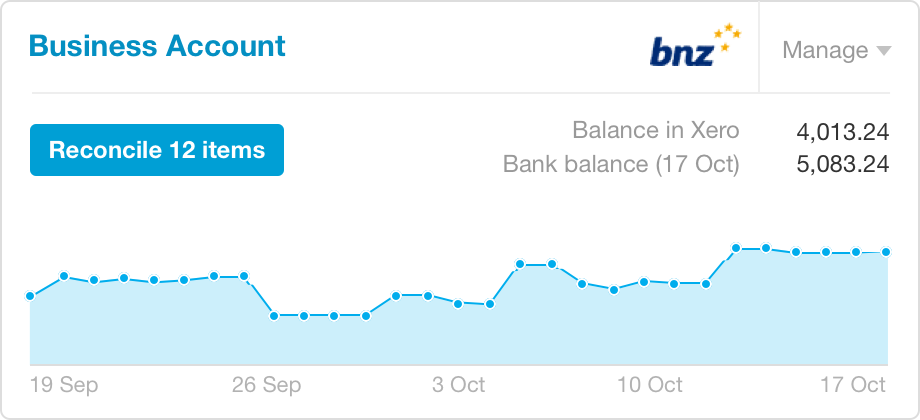 Business Account
bnz
Manage
Reconcile 12 items
Balance in Xero 4,013.24
Bank balance (17 Oct) 5,083.24
19 Sep 26 Sep 3 Oct 10 Oct 17 Oct